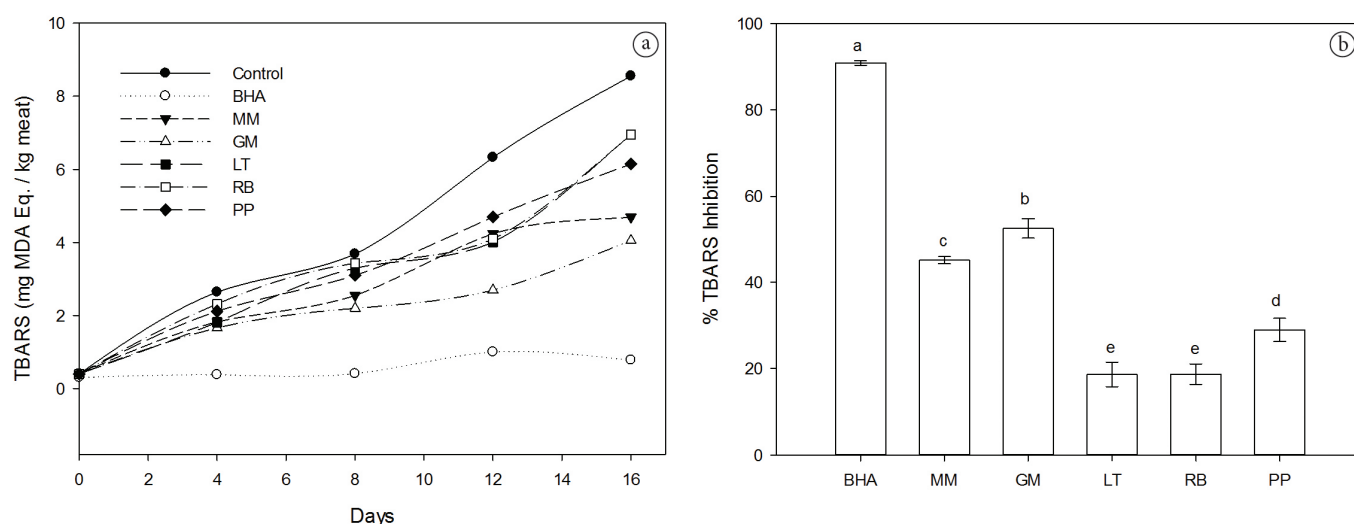 a
TBARS (mg MDA Eq. / kg meat)
10
8
6
4
2
0
Control
BHA
MM
GM
LT
RB
PP
0 2 4 6 8 10 12 14 16
Days
b
% TBARS Inhibition
100
80
60
40
20
0
a
c
b
e
e
d
BHA MM GM LT RB PP